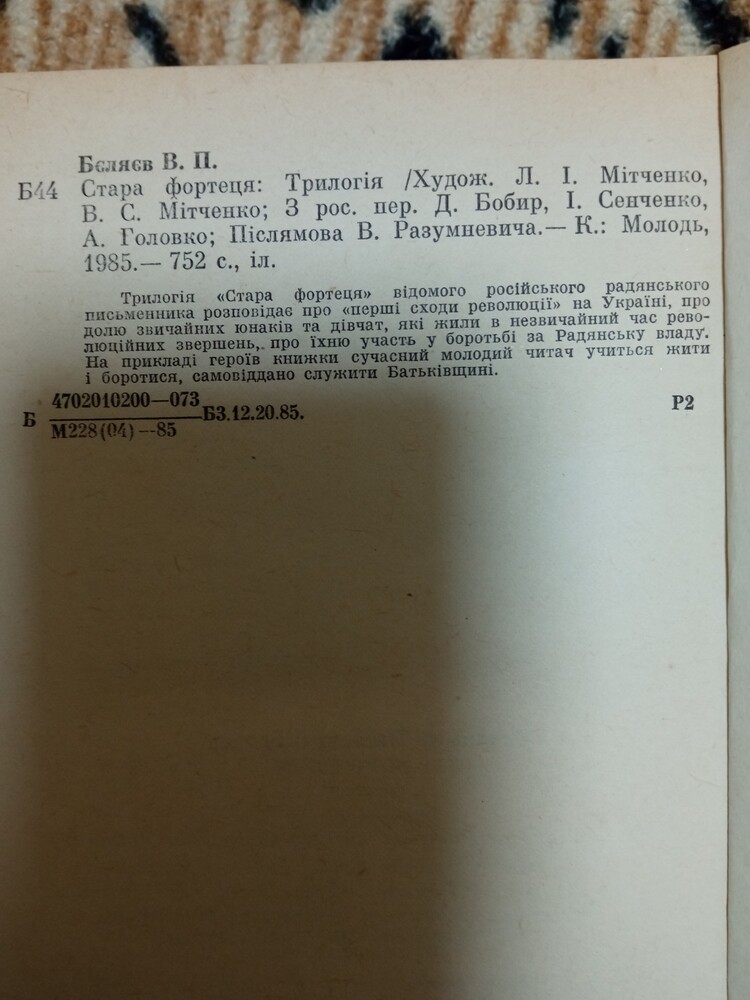 Бєляєв В. П.
Б44 Стара фортеця: Трилогія /Худож. Л. І. Мітченко,
В. С. Мітченко; З рос. пер. Д. Бобир, І. Сенченко,
А. Головко; Післямова В. Разумневича.— К.: Молодь,
1985.— 752 с., іл.
Трилогія «Стара фортеця» відомого російського радянського
письменника розповідає про «перші сходи революції» на Україні, про
долю звичайних юнаків та дівчат, які жили в незвичайний час рево-
люційних звершень, про їхню участь у боротьбі за Радянську владу.
На прикладі героїв книжки сучасний молодий читач учиться жити
і боротися, самовіддано служити Батьківщині.
4702010200—073
Б БЗ.12.20.85. Р2
М228(04)—85